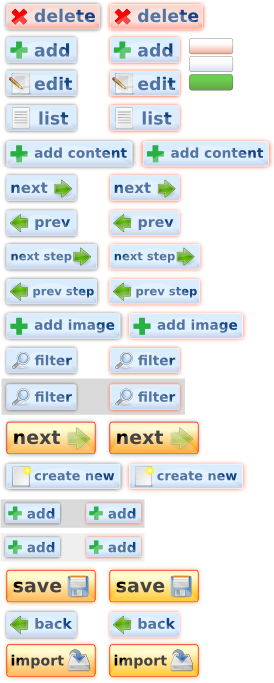 delete delete
add add
edit edit
list list
add content add content
next next
prev prev
next step next step
prev step prev step
add image add image
filter filter
filter filter
next next
create new create new
add add
add add
save save
back back
import import